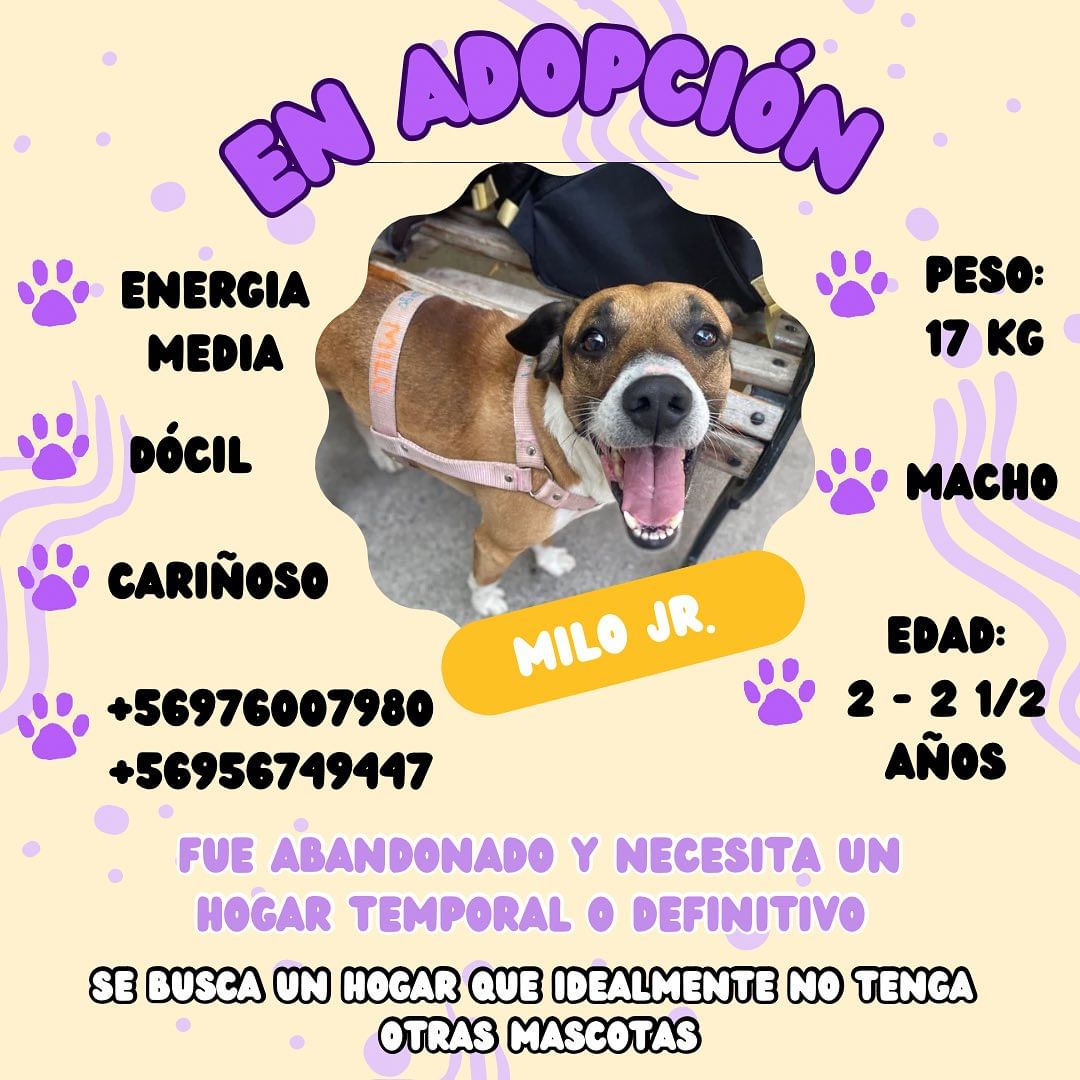 EN ADOPCIÓN
ENERGIA
MEDIA
DÓCIL
CARIÑOSO
+56976007980
+56956749447
MILO
MILO JR.
PESO:
17 KG
MACHO
EDAD:
2 - 2 1/2
AÑOS
FUE ABANDONADO Y NECESITA UN
HOGAR TEMPORAL O DEFINITIVO
SE BUSCA UN HOGAR QUE IDEALMENTE NO TENGA
OTRAS MASCOTAS